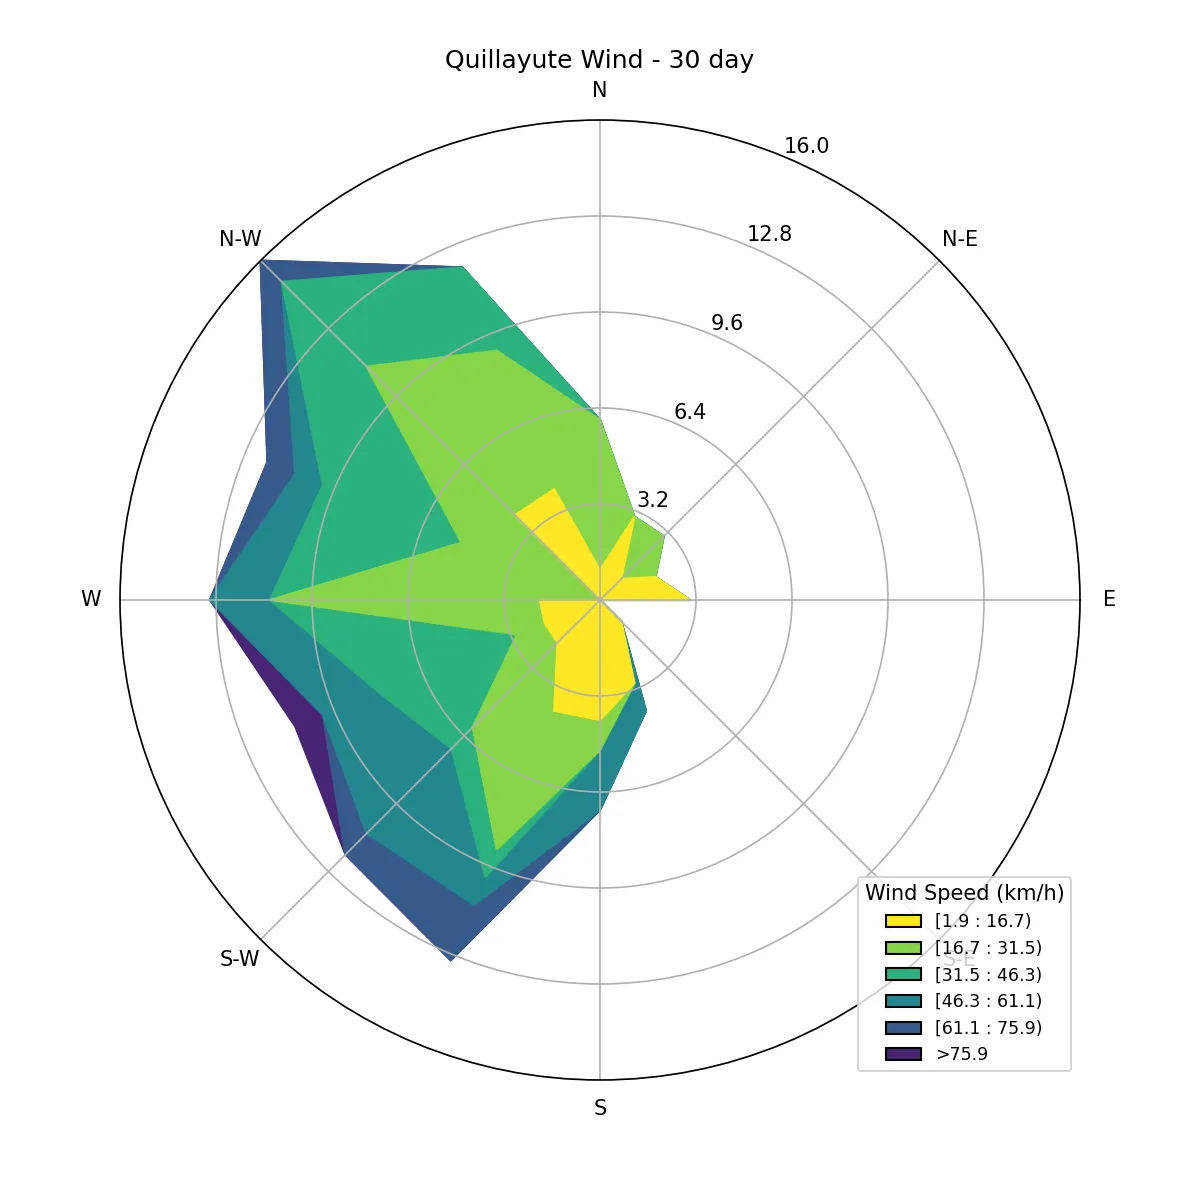 Quillayute Wind - 30 day
N
16.0
12.8
N-W
N-E
9.6
6.4
3.2
W
E
Wind Speed (km/h)
[1.9 : 16.7)
[16.7 : 31.5)
S-W
S-E
[31.5 : 46.3)
[46.3 : 61.1)
[61.1 : 75.9)
>75.9
S